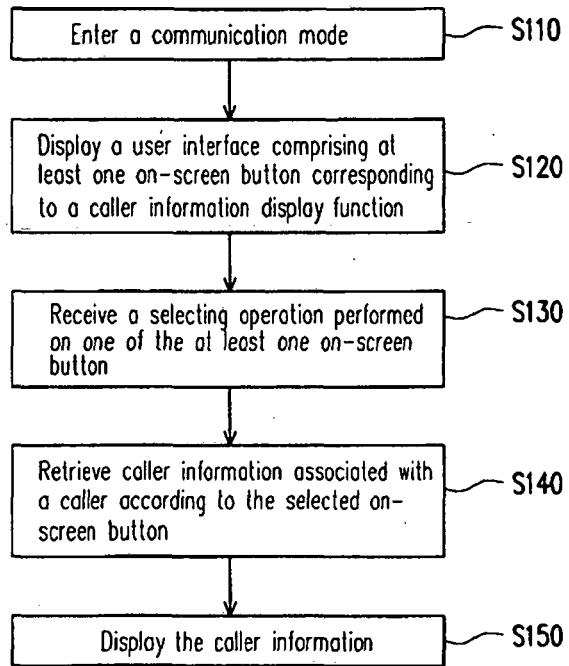 Enter a communication mode
S110
Display a user interface comprising at
least one on-screen button corresponding
to a caller information display function
S120
Receive a selecting operation performed
on one of the at least one on-screen
button
S130
Retrieve caller information associated with
a caller according to the selected on-
screen button
S140
Display the caller information
S150